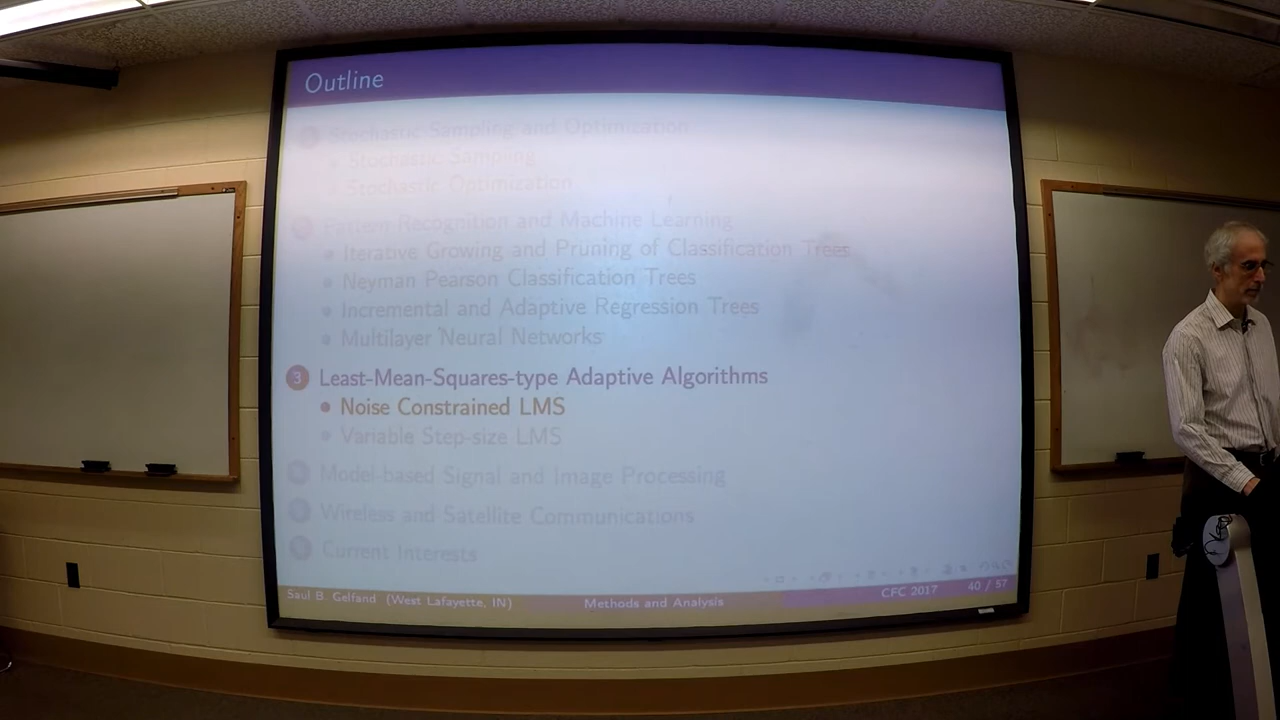 Outline
Stochastic Sampling and Optimization
Stochastic Sampling
Stochastic Optimization
Pattern Recognition and Machine Learning
Iterative Growing and Pruning of Classification Trees
Neyman Pearson Classification Trees
Incremental and Adaptive Regression Trees
Multilayer Neural Networks
3 Least-Mean-Squares-type Adaptive Algorithms
Noise Constrained LMS
Variable Step-size LMS
Model-based Signal and Image Processing
Wireless and Satellite Communications
Current Interests
Saul B. Gelfand (West Lafayette, IN) Methods and Analysis CFC 2017 40 / 57